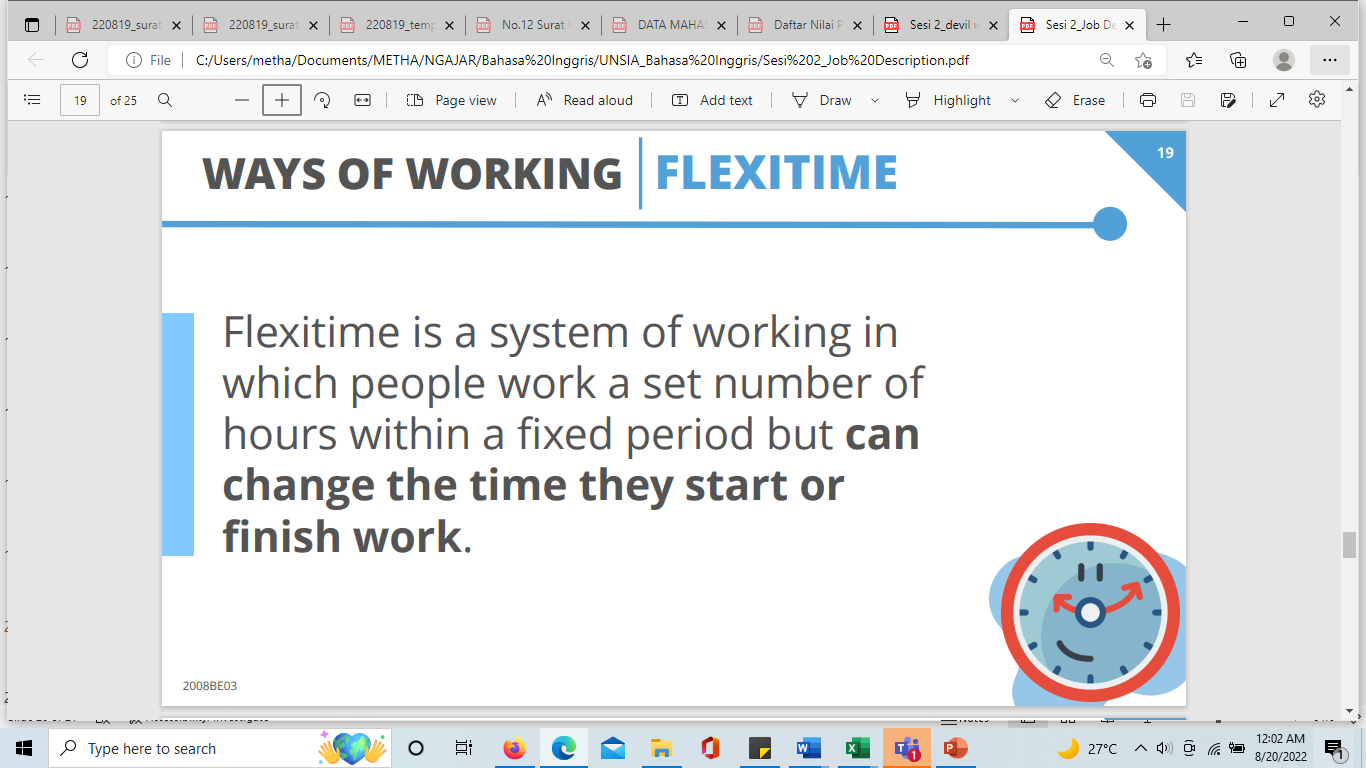 220819_surat
220819_surat
220819_temp
No.12 Surat
DATA MAHAS
Daftar Nilai P
Sesi 2_devil w
Sesi 2_Job De
File
C:/Users/metha/Documents/METHA/NGAJAR/Bahasa%20Inggris/UNSIA_Bahasa%20Inggris/Sesi%202_Job%20Description.pdf
19 of 25
Page view
Read aloud
Add text
Draw
Highlight
Erase
WAYS OF WORKING FLEXITIME
19
Flexitime is a system of working in
which people work a set number of
hours within a fixed period but can
change the time they start or
finish work.
2008BE03
Type here to search
27°C
12:02 AM
8/20/2022
1
1